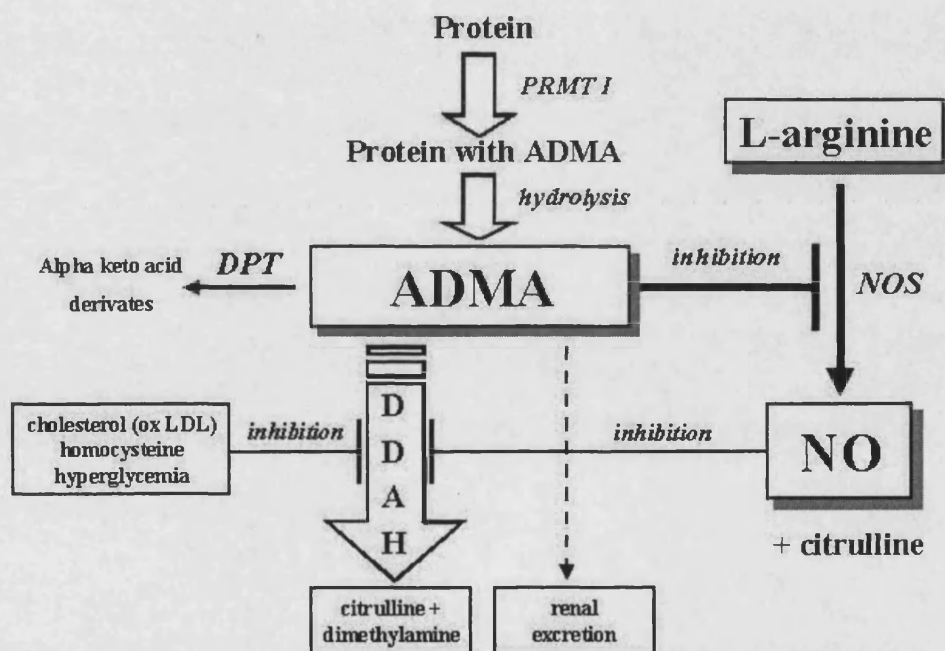 Protein
PRMT I
L-arginine
Protein with ADMA
hydrolysis
Alpha keto acid
derivates
DPT
ADMA
inhibition
NOS
cholesterol (ox LDL)
homocysteine
hyperglycemia
inhibition
D
D
A
H
inhibition
NO
+ citrulline
citrulline +
dimethylamine
renal
excretion